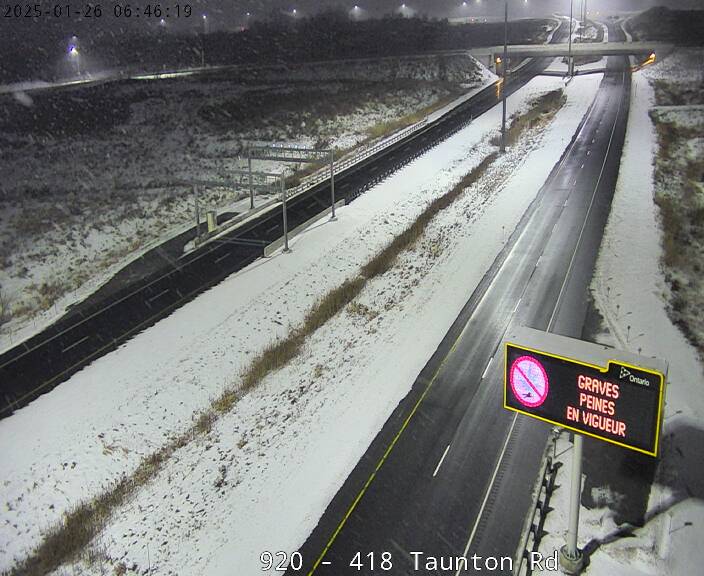 2025-01-26 06:46:19
Ontario
GRAVES
PEINES
EN VIGUEUR
920 - 418 Taunton Rd